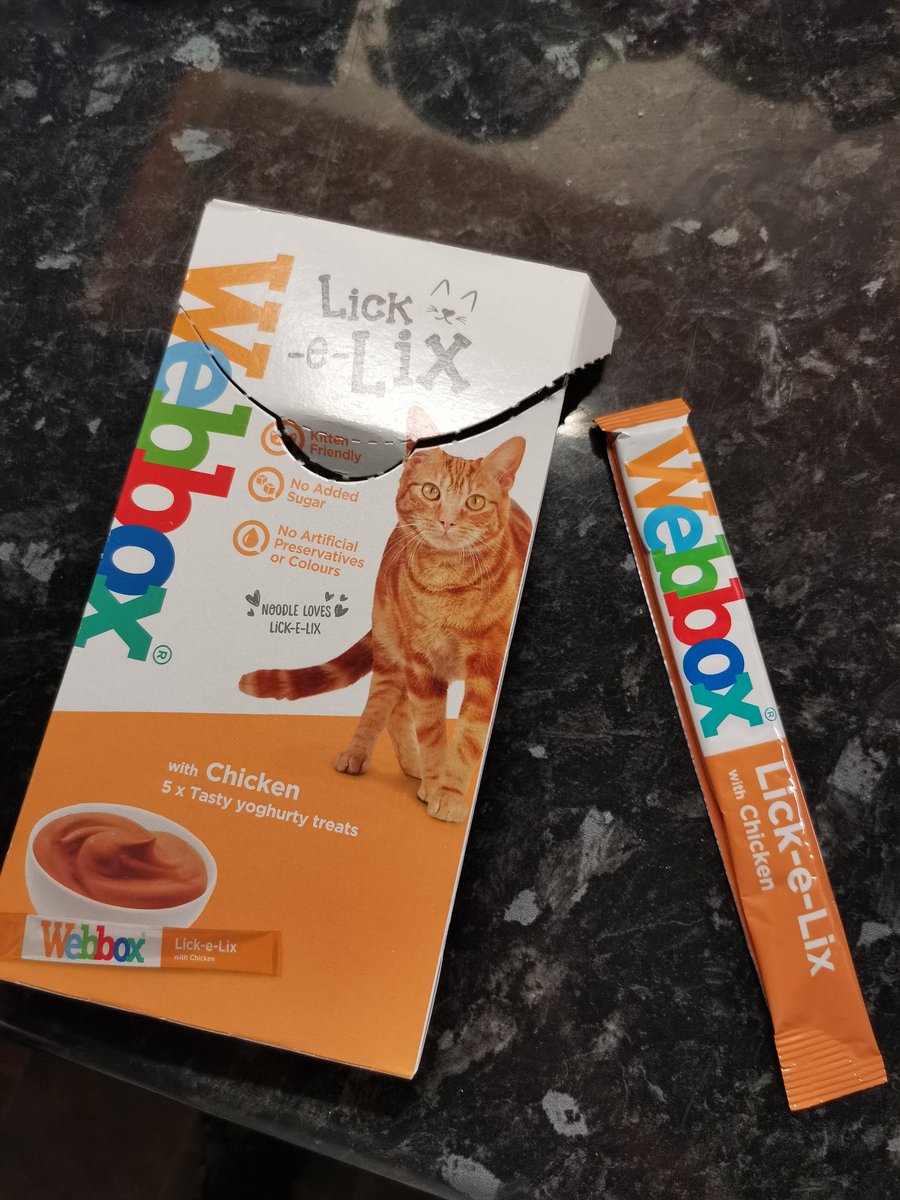 Webbox®
Lick
-e-Lix
Kitten
Friendly
No Added
Sugar
No Artificial
Preservatives
or Colours
NOODLE LOVES
LiCK-E-LiX
with Chicken
5 x Tasty yoghurty treats
Webbox
Lick-e-Lix
with Chicken
Webbox®
Lick-e-Lix
with Chicken